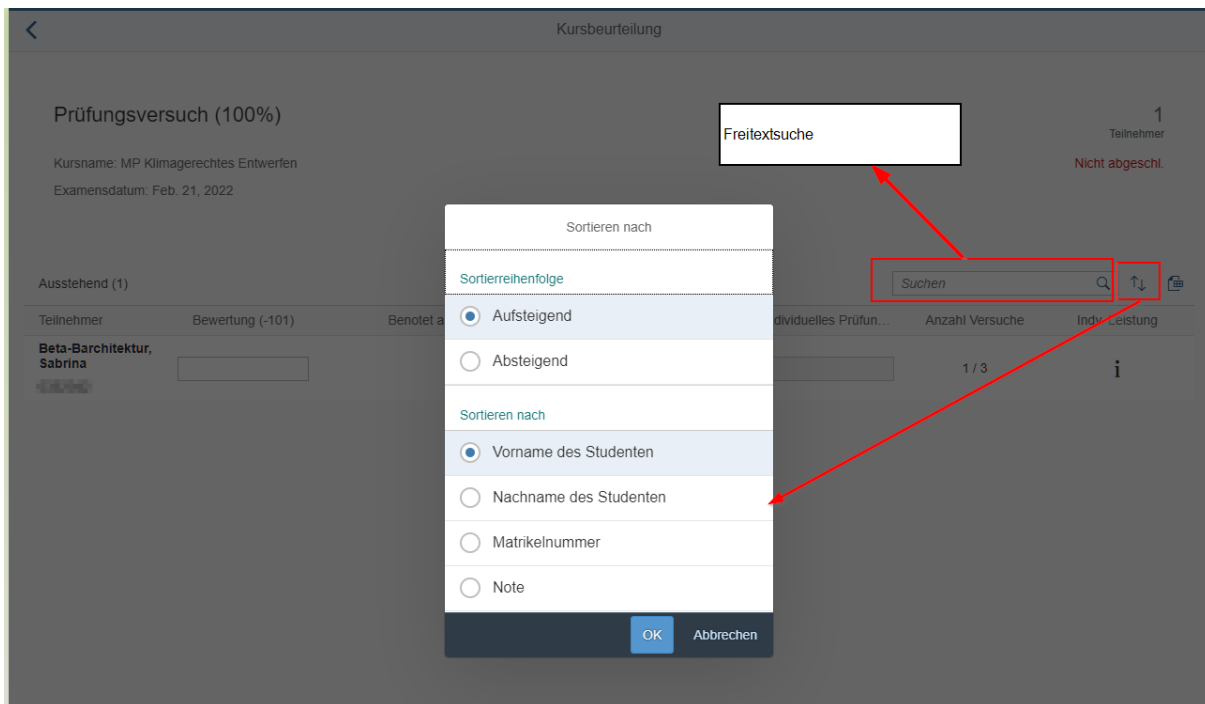 Kursbeurteilung
Prüfungsversuch (100%)
1
Teilnehmer
Freitextsuche
Kursname: MP Klimagerechtes Entwerfen
Nicht abgeschl.
Examensdatum: Feb. 21, 2022
Sortieren nach
Sortierreihenfolge
Ausstehend (1)
Suchen
Aufsteigend
Teilnehmer
Bewertung (-101)
Benotet a
dividuelles Prüfun...
Anzahl Versuche
Indv. Leistung
Beta-Barchitektur,
Sabrina
Absteigend
1 / 3
i
Sortieren nach
Vorname des Studenten
Nachname des Studenten
Matrikelnummer
Note
OK
Abbrechen